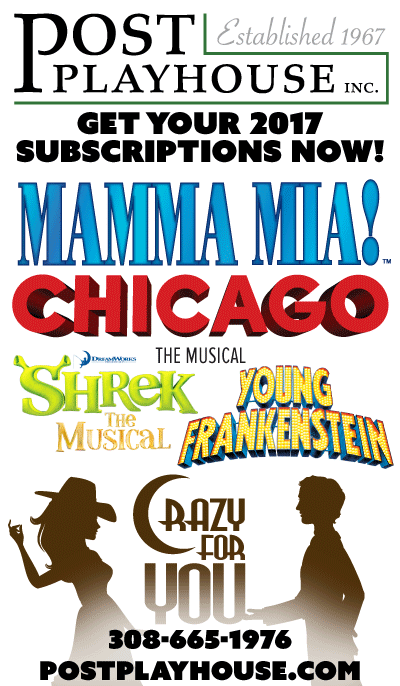 POST
Established 1967
PLAYHOUSE INC.
GET YOUR 2017
SUBSCRIPTIONS NOW!
MAMMA MIA!™
CHICAGO
THE MUSICAL
DREAMWORKS
SHREK
THE
MUSICAL
YOUNG
FRANKENSTEIN
CRAZY
FOR
YOU
308-665-1976
POSTPLAYHOUSE.COM